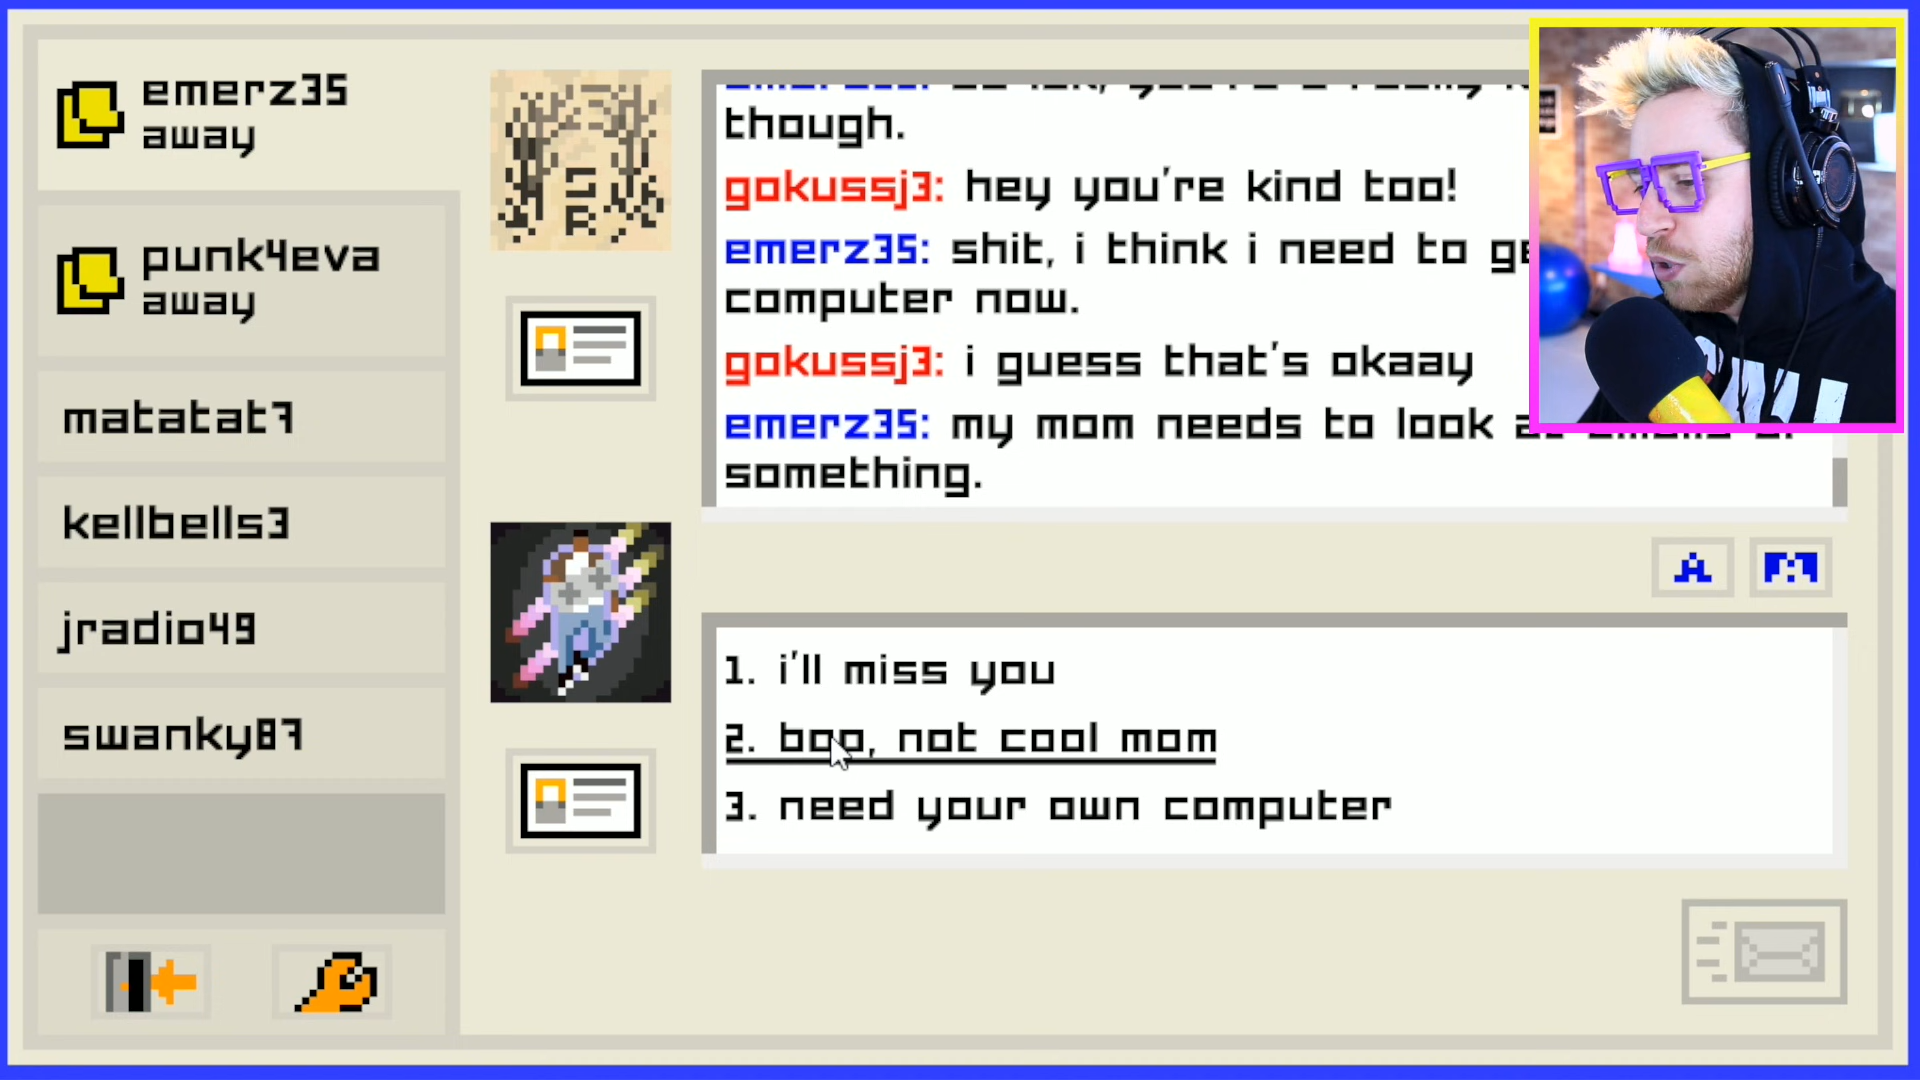 emerz35
away
punk4eva
away
matatat7
kellbells3
jradio49
swanky87
though.
gokussj3: hey you're kind too!
emerz35: shit, i think i need to
computer now.
gokussj3: i guess that's okaay
emerz35: my mom needs to look
something.
A
1. i'll miss you
2. boo, not cool mom
3. need your own computer